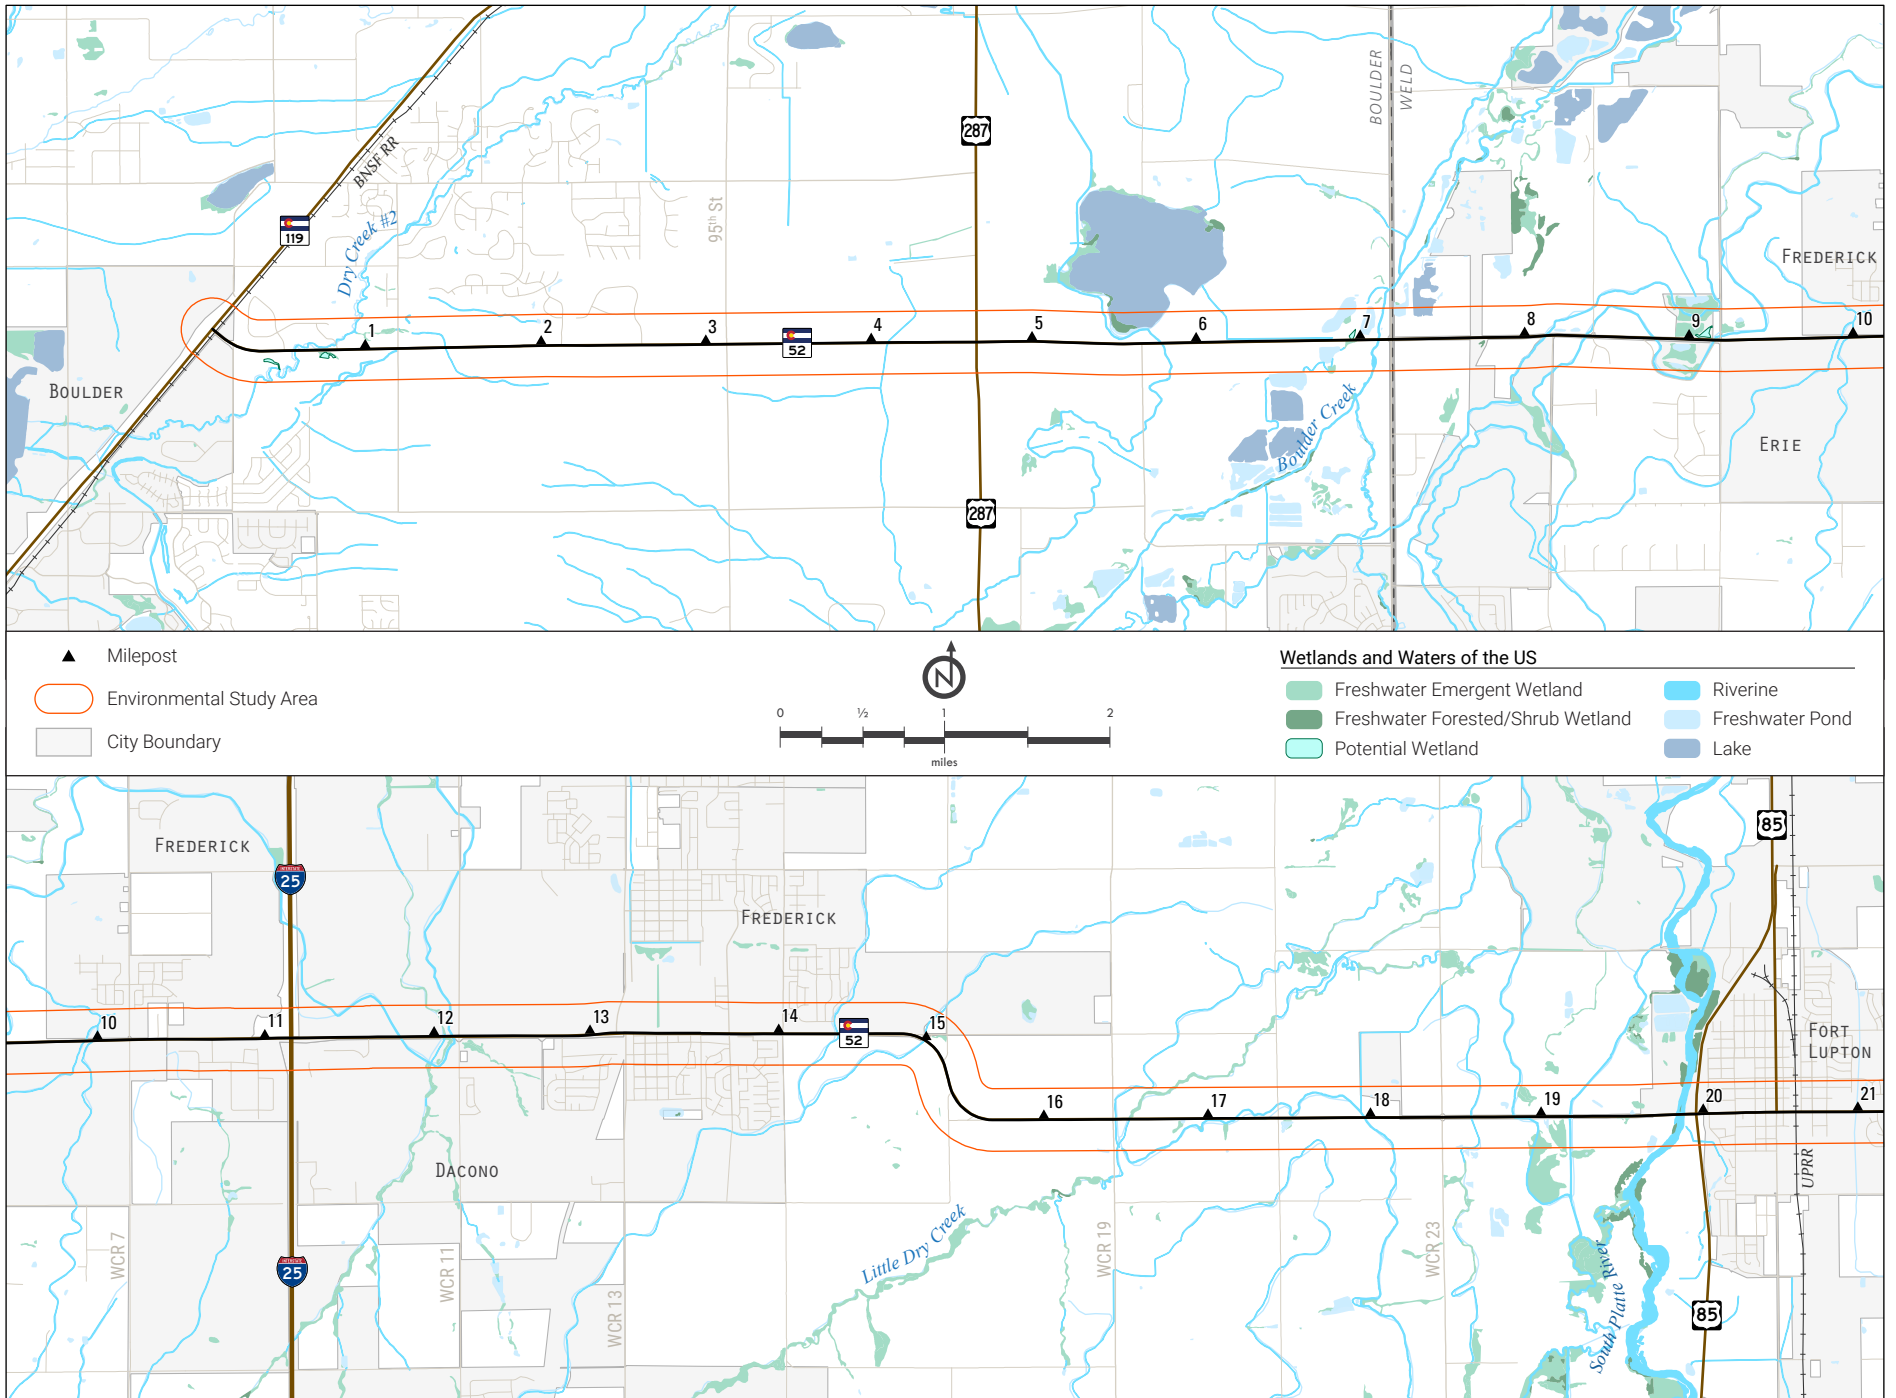 BOULDER
WELD
287
BNSF RR
119
Dry Creek #2
95th St
FREDERICK
1
2
3
52
4
5
6
7
8
9
10
BOULDER
Boulder Creek
ERIE
287
Milepost
Environmental Study Area
City Boundary
N
0
½
1
2
miles
Wetlands and Waters of the US
Freshwater Emergent Wetland
Freshwater Forested/Shrub Wetland
Potential Wetland
Riverine
Freshwater Pond
Lake
85
FREDERICK
INTERSTATE
25
FREDERICK
10
11
12
13
14
52
15
16
17
18
19
20
21
FORT
LUPTON
DACONO
UPRR
Little Dry Creek
WCR 7
WCR 11
WCR 13
WCR 19
WCR 23
INTERSTATE
25
South Platte River
85